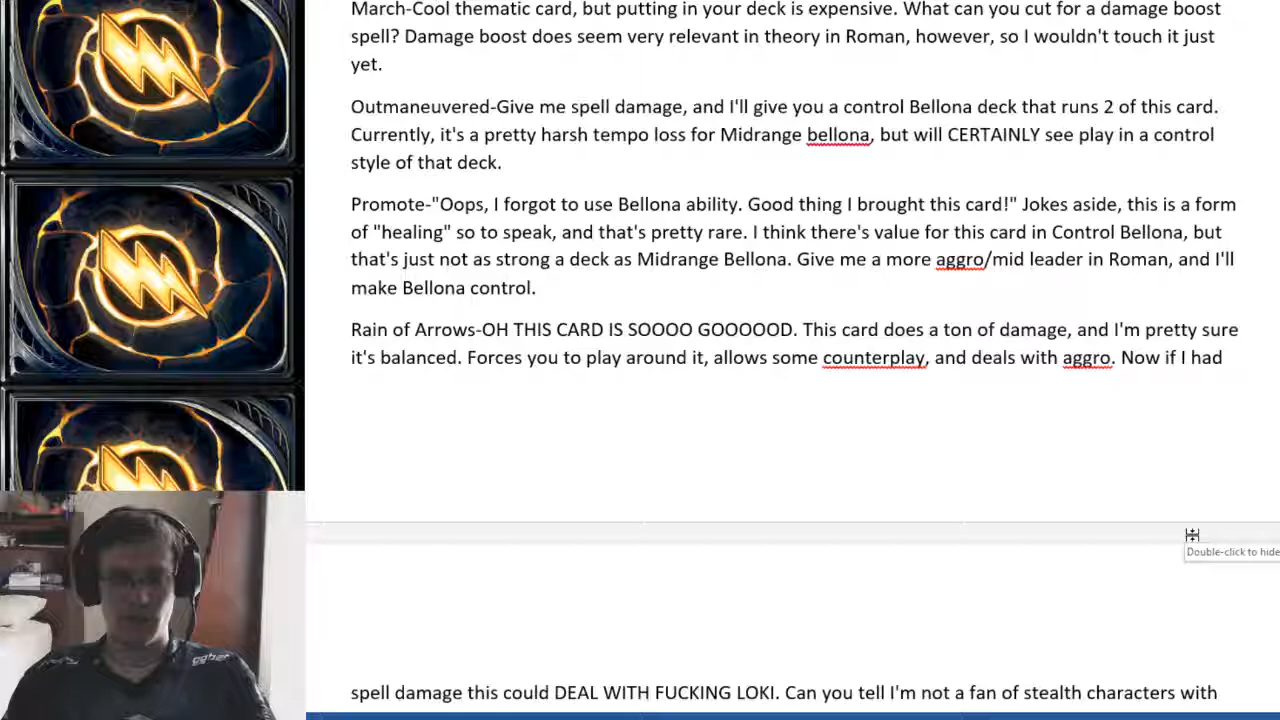 March-Cool thematic card, but putting in your deck is expensive. What can you cut for a damage boost
spell? Damage boost does seem very relevant in theory in Roman, however, so I wouldn't touch it just
yet.
Outmaneuvered-Give me spell damage, and I'll give you a control Bellona deck that runs 2 of this card.
Currently, it's a pretty harsh tempo loss for Midrange bellona, but will CERTAINLY see play in a control
style of that deck.
Promote-"Oops, I forgot to use Bellona ability. Good thing I brought this card!" Jokes aside, this is a form
of "healing" so to speak, and that's pretty rare. I think there's value for this card in Control Bellona, but
that's just not as strong a deck as Midrange Bellona. Give me a more aggro/mid leader in Roman, and I'll
make Bellona control.
Rain of Arrows-OH THIS CARD IS SOOOO GOOOOOD. This card does a ton of damage, and I'm pretty sure
it's balanced. Forces you to play around it, allows some counterplay, and deals with aggro. Now if I had
Double-click to hide
spell damage this could DEAL WITH FUCKING LOKI. Can you tell I'm not a fan of stealth characters with